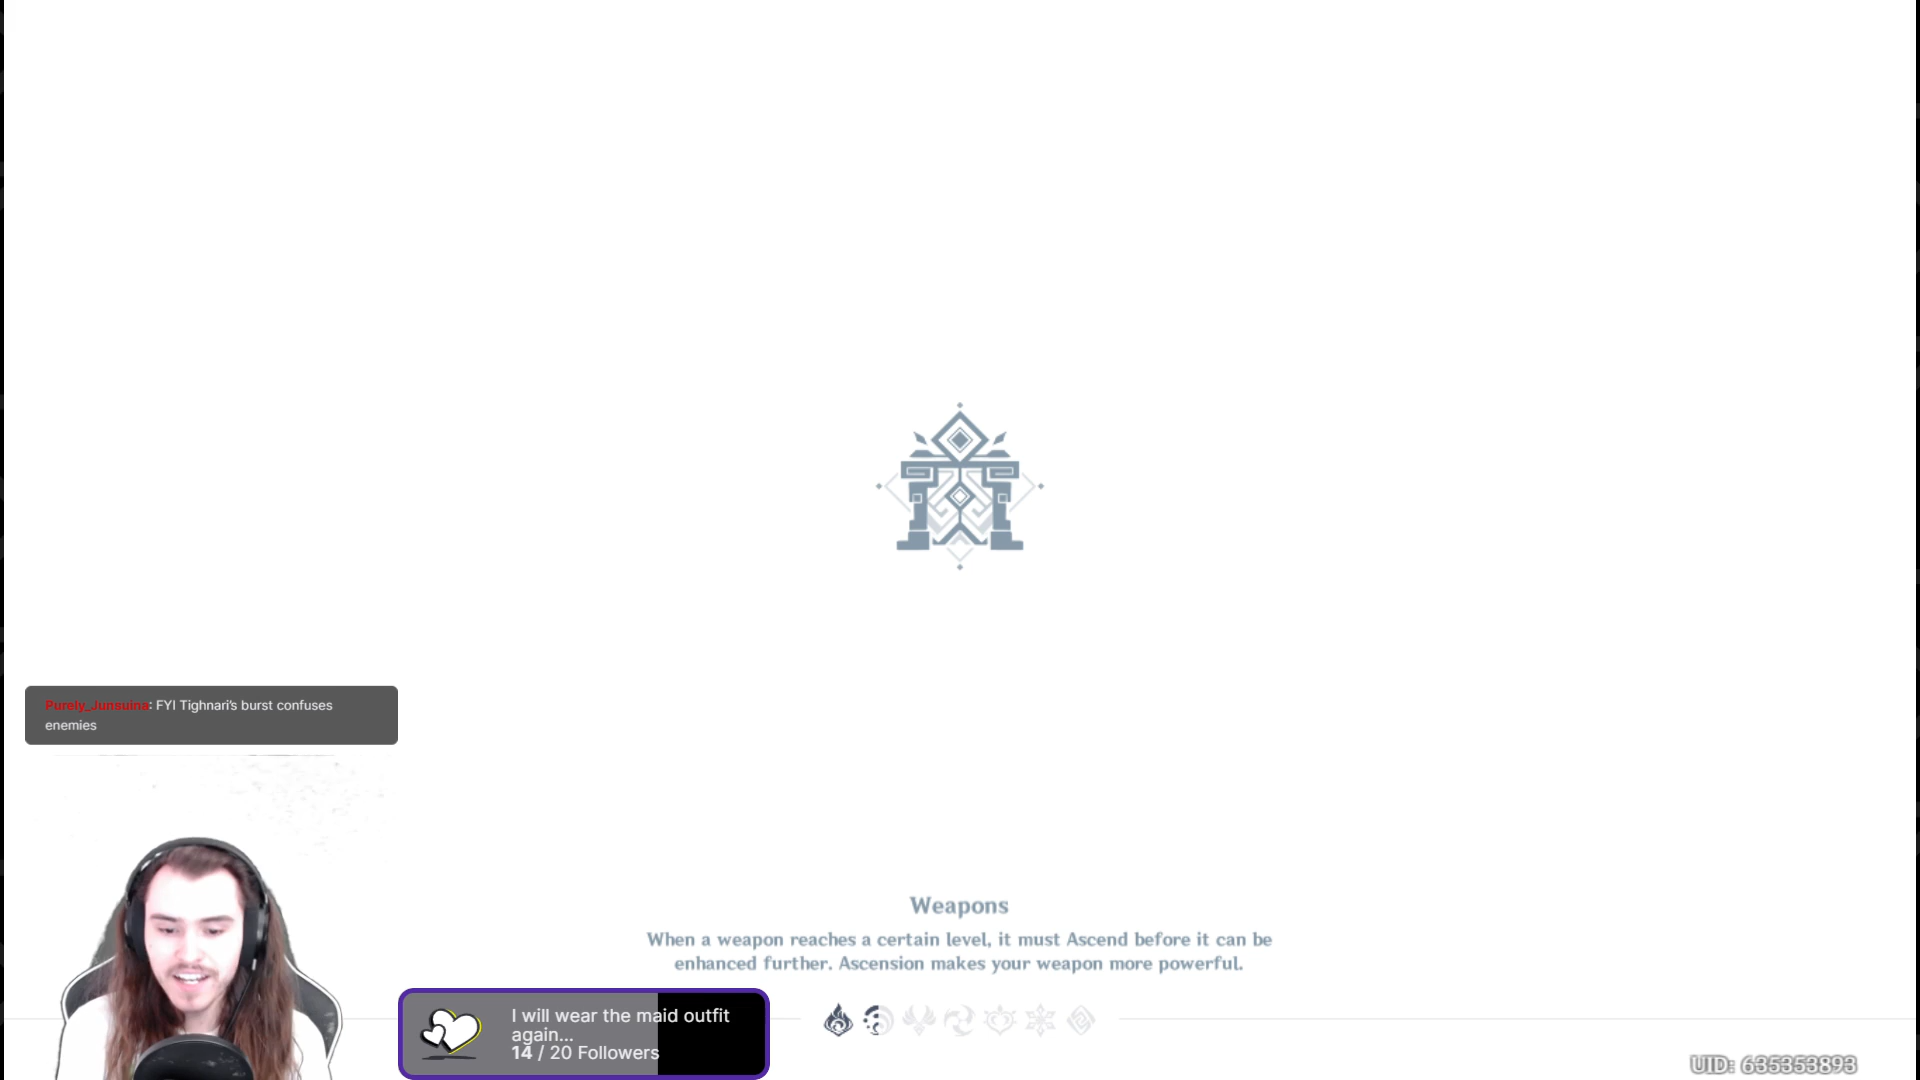 Purely_Junsuina: FYI Tighnari's burst confuses
enemies
Weapons
When a weapon reaches a certain level, it must Ascend before it can be
enhanced further. Ascension makes your weapon more powerful.
I will wear the maid outfit
again...
14 / 20 Followers
UID: 635353893